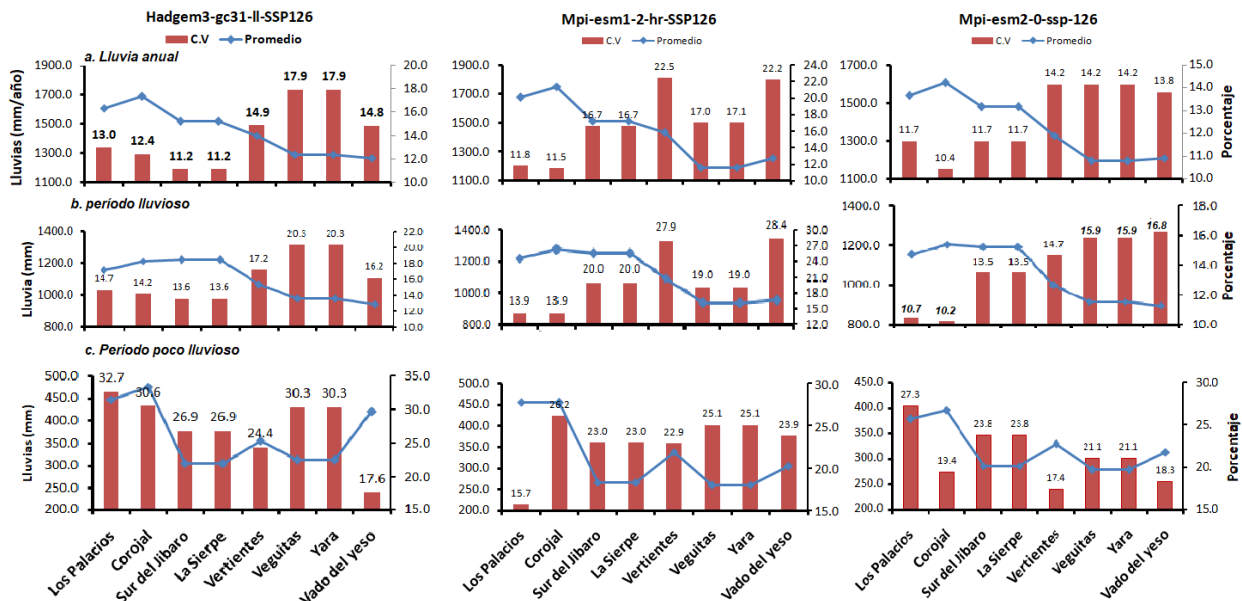 Hadgem3-gc31-ll-SSP126
Mpi-esm1-2-hr-SSP126
Mpi-esm2-0-ssp-126
C.V Promedio
C.V Promedio
C.V Promedio
a. Lluvia anual
Lluvias (mm/año)
1900.0
1700.0
1500.0
1300.0
1100.0
13.0 12.4 11.2 11.2 14.9 17.9 17.9 14.8
20.0
18.0
16.0
14.0
12.0
10.0
1900.0
1700.0
1500.0
1300.0
1100.0
11.8 11.5 16.7 16.7 22.5 17.0 17.1 22.2
24.0
22.0
20.0
18.0
16.0
14.0
12.0
10.0
1700.0
1500.0
1300.0
1100.0
11.7 10.4 11.7 11.7 14.2 14.2 14.2 13.8
15.0
14.0
13.0
12.0
11.0
10.0
Porcentaje
b. período lluvioso
Lluvia (mm)
1400.0
1200.0
1000.0
800.0
14.7 14.2 13.6 13.6 17.2 20.3 20.3 16.2
22.0
20.0
18.0
16.0
14.0
12.0
10.0
1400.0
1200.0
1000.0
800.0
13.9 13.9 20.0 20.0 27.9 19.0 19.0 28.4
30.0
27.0
24.0
21.0
18.0
15.0
12.0
1400.0
1200.0
1000.0
800.0
10.7 10.2 13.5 13.5 14.7 15.9 15.9 16.8
18.0
16.0
14.0
12.0
10.0
Porcentaje
c. Período poco lluvioso
Lluvias (mm)
500.0
450.0
400.0
350.0
300.0
250.0
200.0
32.7 30.6 26.9 26.9 24.4 30.3 30.3 17.6
35.0
30.0
25.0
20.0
15.0
450.0
400.0
350.0
300.0
250.0
200.0
15.7 26.2 23.0 23.0 22.9 25.1 25.1 23.9
30.0
25.0
20.0
15.0
450.0
400.0
350.0
300.0
250.0
200.0
27.3 19.4 23.8 23.8 17.4 21.1 21.1 18.3
30.0
25.0
20.0
15.0
Porcentaje
Los Palacios
Corojal
Sur del Jibaro
La Sierpe
Vertientes
Veguitas
Yara
Vado del yeso
Los Palacios
Corojal
Sur del Jibaro
La Sierpe
Vertientes
Veguitas
Yara
Vado del yeso
Los Palacios
Corojal
Sur del Jibaro
La Sierpe
Vertientes
Veguitas
Yara
Vado del yeso